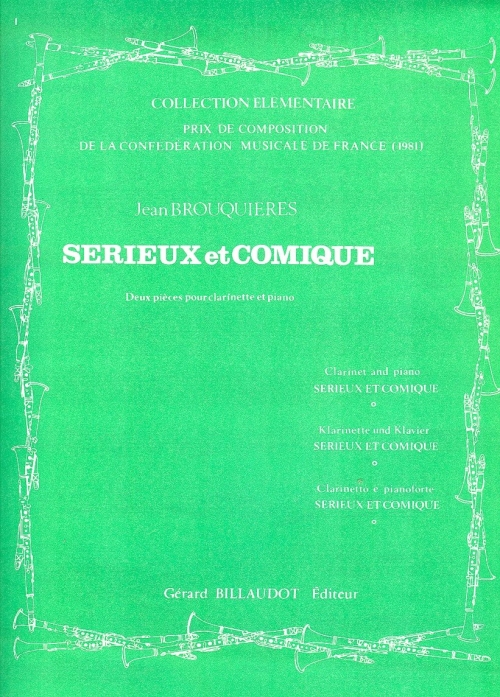 1
COLLECTION ELEMENTAIRE
PRIX DE COMPOSITION
DE LA CONFEDERATION MUSICALE DE FRANCE (1981)
Jean BROUQUIERES
SERIEUX et COMIQUE
Deux pièces pour clarinette et piano
Clarinet and piano
SERIEUX ET COMIQUE
Klarinette und Klavier
SERIEUX ET COMIQUE
Clarinetto e pianoforte
SERIEUX ET COMIQUE
Gérard BILLAUDOT Éditeur